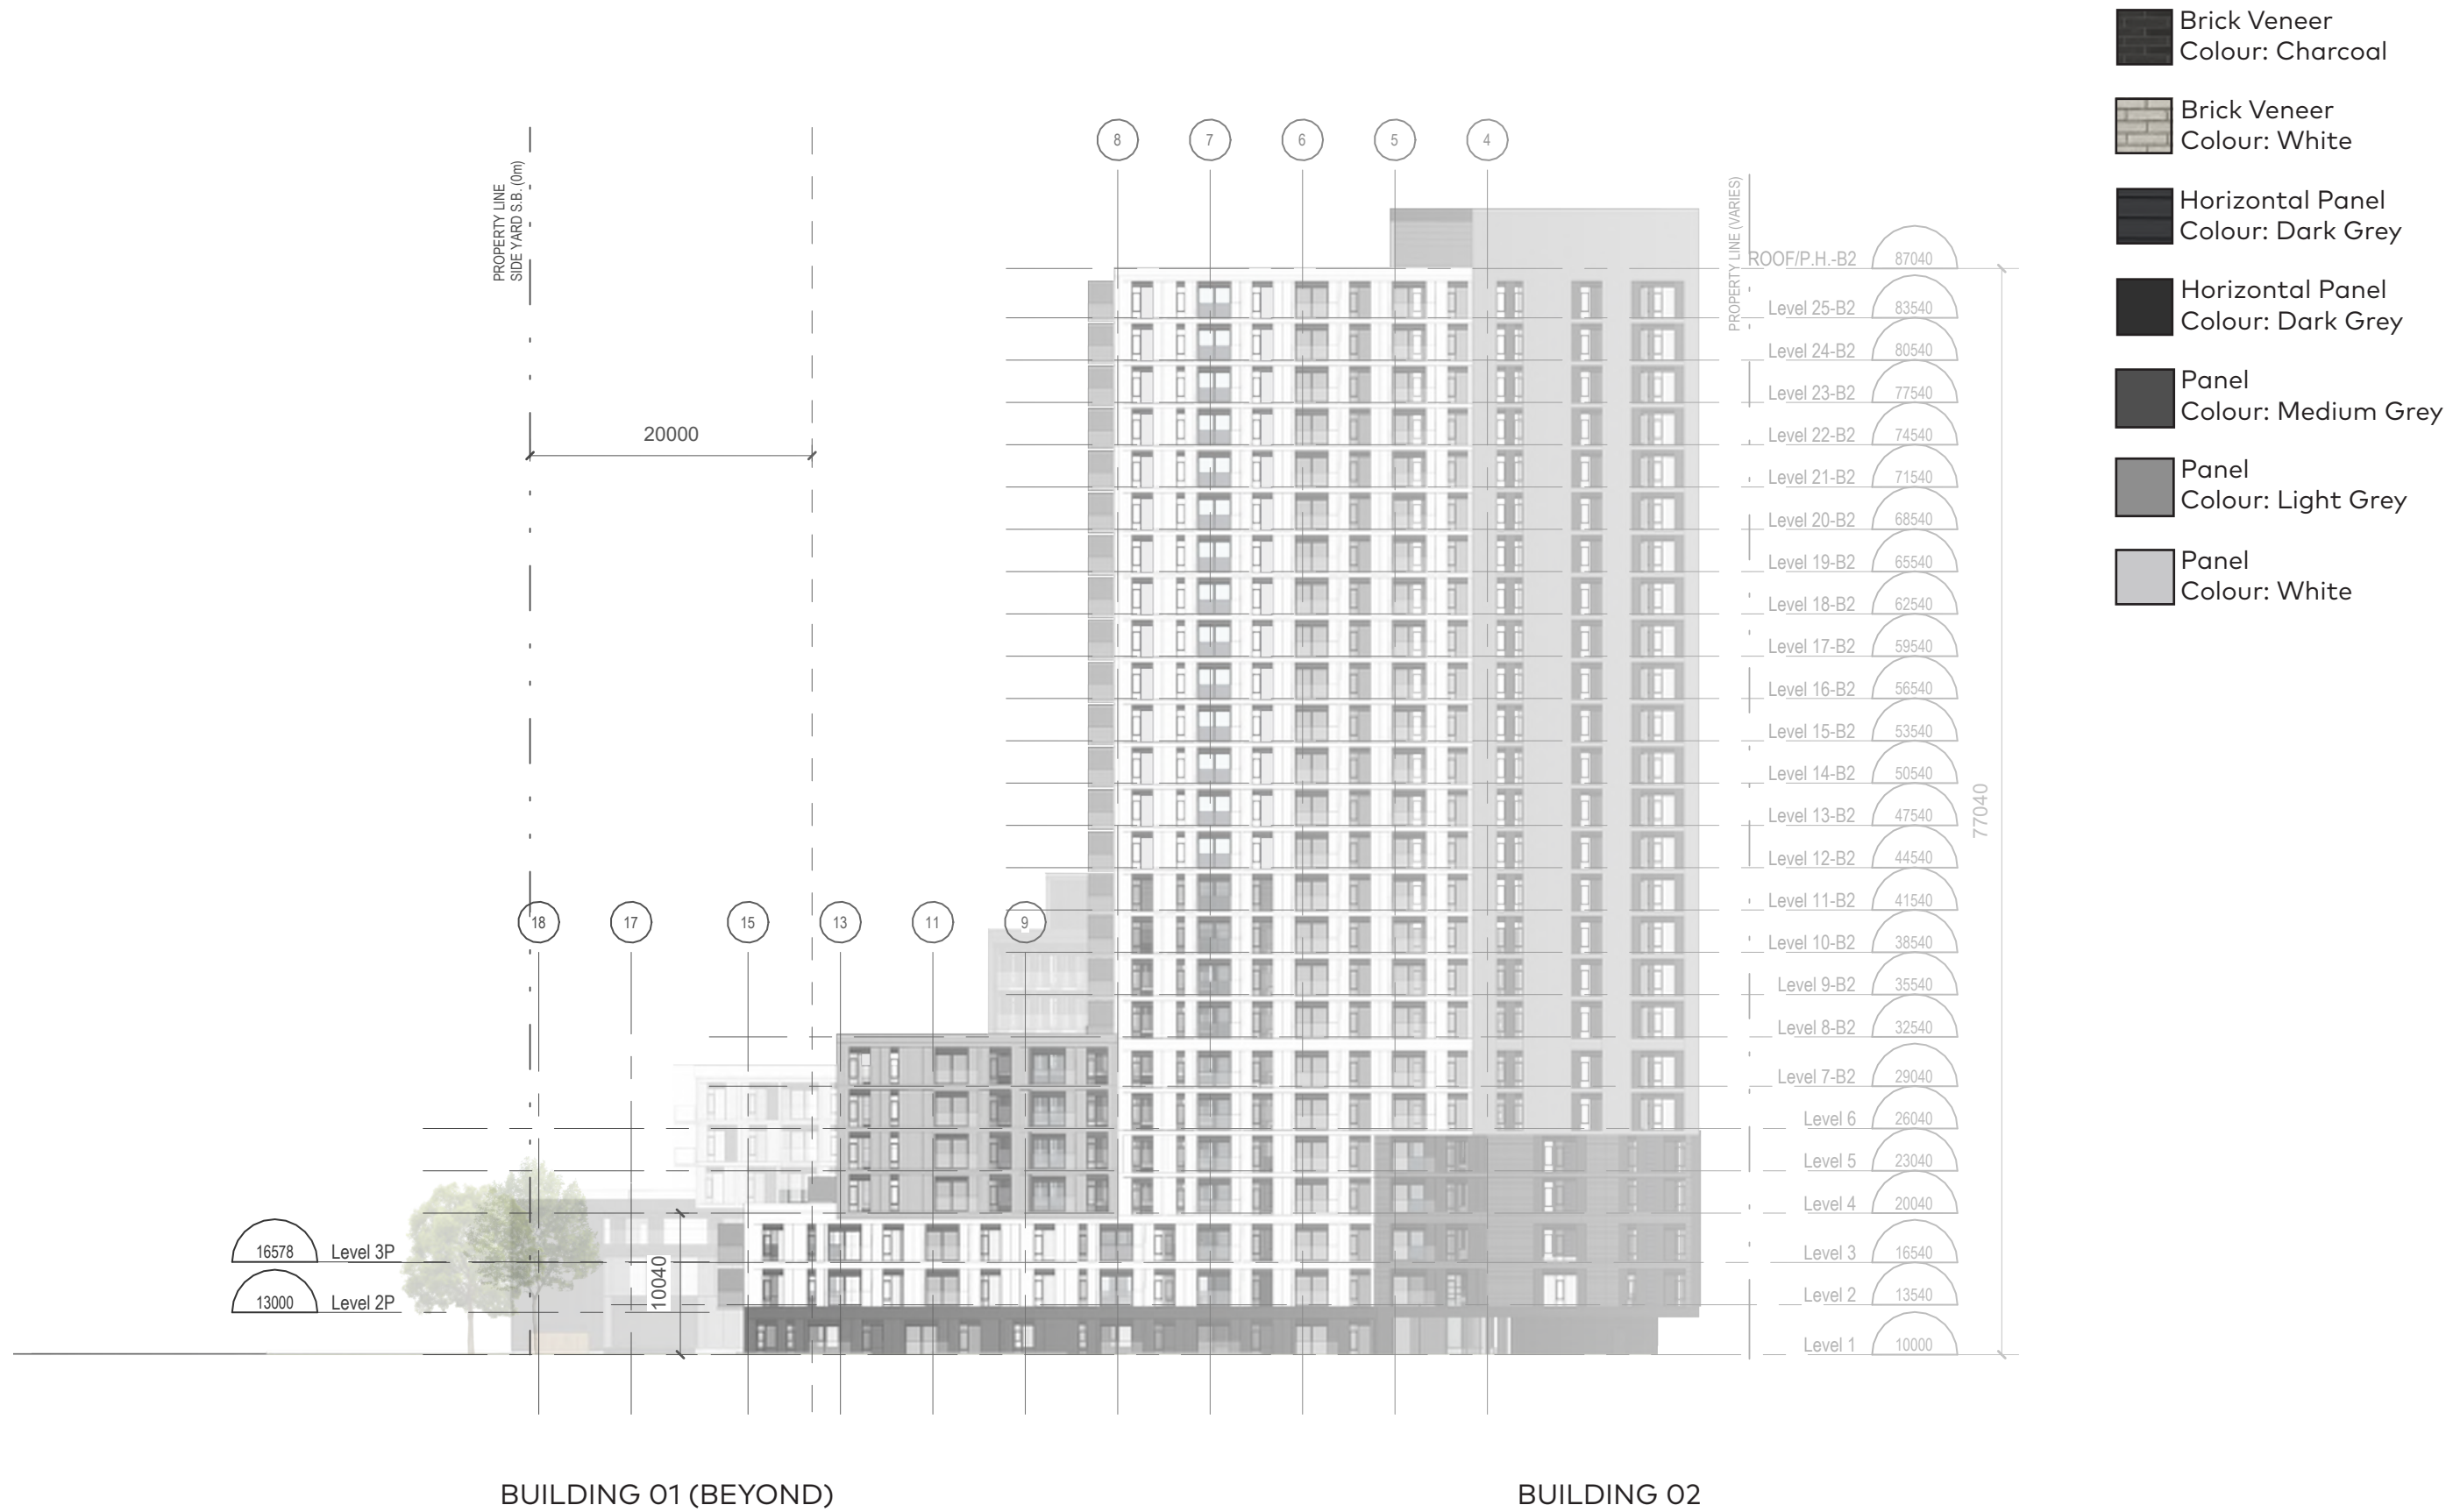 Brick Veneer
Colour: Charcoal
Brick Veneer
Colour: White
Horizontal Panel
Colour: Dark Grey
Horizontal Panel
Colour: Dark Grey
Panel
Colour: Medium Grey
Panel
Colour: Light Grey
Panel
Colour: White
8 7 6 5 4
PROPERTY LINE
SIDE YARD S.B. (0m)
PROPERTY LINE (VARIES)
20000
ROOF/P.H.-B2 87040
Level 25-B2 83540
Level 24-B2 80540
Level 23-B2 77540
Level 22-B2 74540
Level 21-B2 71540
Level 20-B2 68540
Level 19-B2 65540
Level 18-B2 62540
Level 17-B2 59540
Level 16-B2 56540
Level 15-B2 53540
Level 14-B2 50540
Level 13-B2 47540
Level 12-B2 44540
Level 11-B2 41540
Level 10-B2 38540
Level 9-B2 35540
Level 8-B2 32540
Level 7-B2 29040
Level 6 26040
Level 5 23040
Level 4 20040
Level 3 16540
Level 2 13540
Level 1 10000
77040
18 17 15 13 11 9
16578 Level 3P
13000 Level 2P
10040
BUILDING 01 (BEYOND)
BUILDING 02